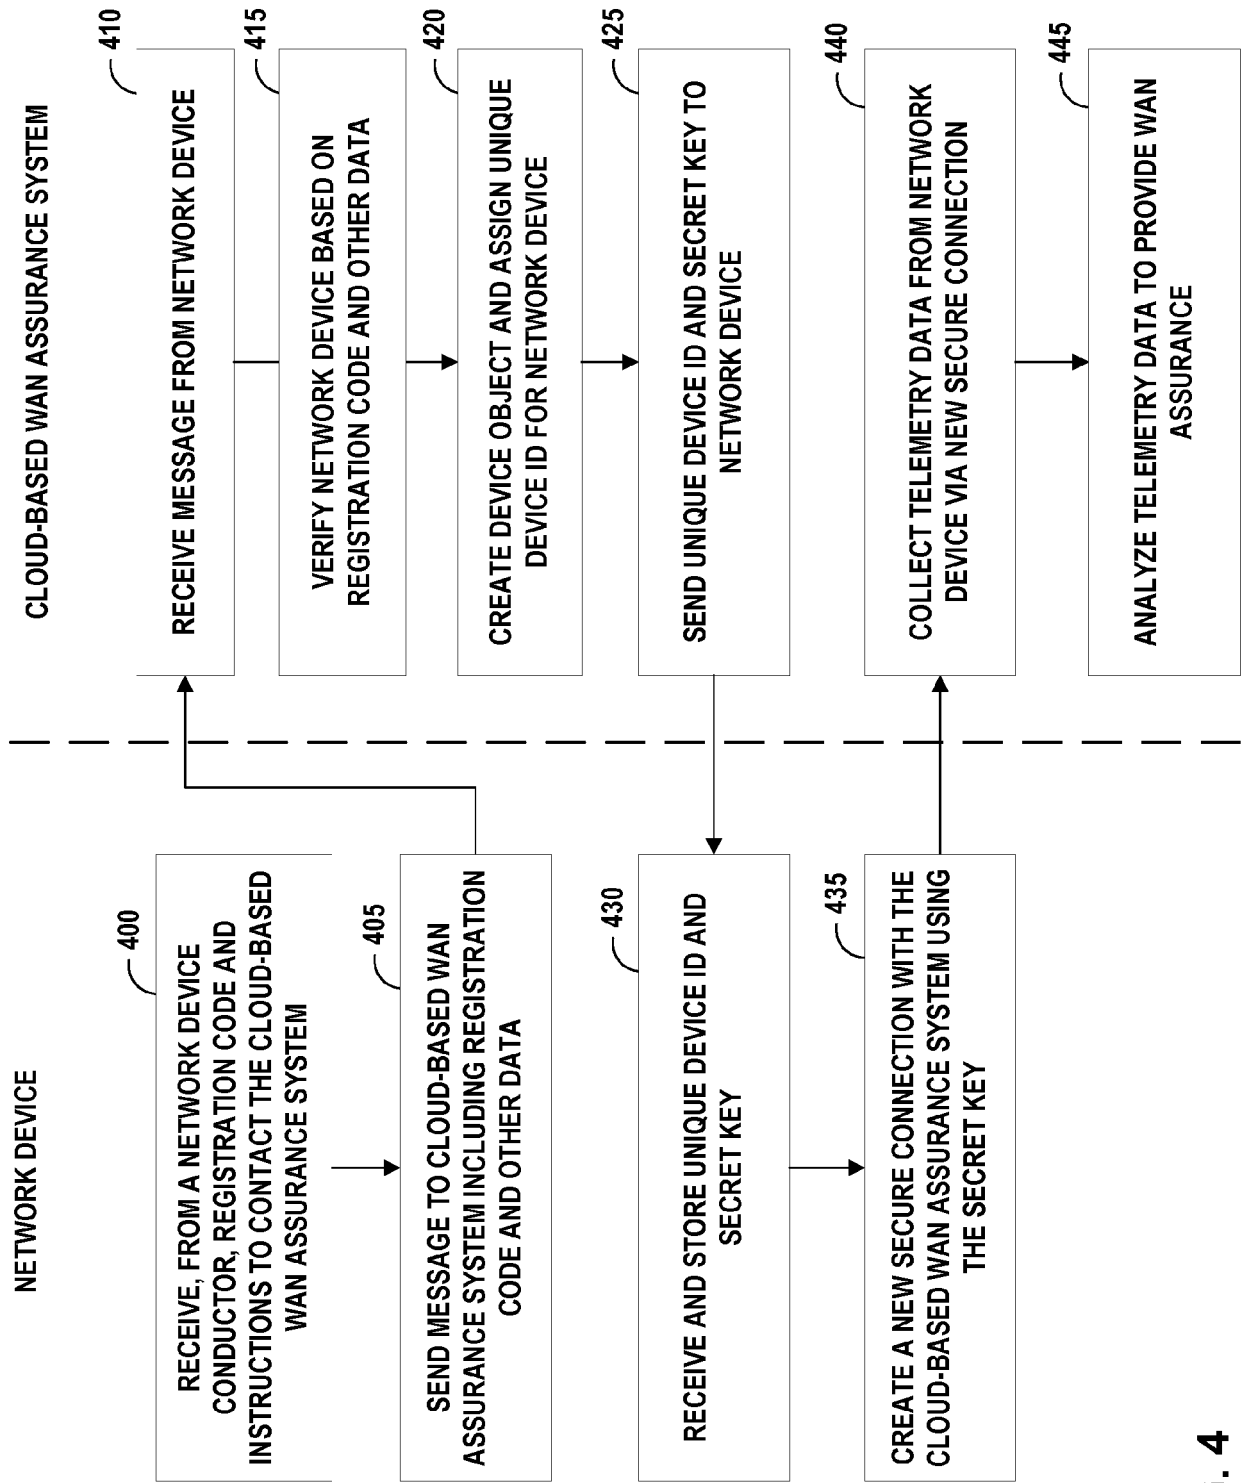 NETWORK DEVICE
CLOUD-BASED WAN ASSURANCE SYSTEM
400
RECEIVE, FROM A NETWORK DEVICE
CONDUCTOR, REGISTRATION CODE AND
INSTRUCTIONS TO CONTACT THE CLOUD-BASED
WAN ASSURANCE SYSTEM
405
SEND MESSAGE TO CLOUD-BASED WAN
ASSURANCE SYSTEM INCLUDING REGISTRATION
CODE AND OTHER DATA
410
RECEIVE MESSAGE FROM NETWORK DEVICE
415
VERIFY NETWORK DEVICE BASED ON
REGISTRATION CODE AND OTHER DATA
420
CREATE DEVICE OBJECT AND ASSIGN UNIQUE
DEVICE ID FOR NETWORK DEVICE
425
SEND UNIQUE DEVICE ID AND SECRET KEY TO
NETWORK DEVICE
430
RECEIVE AND STORE UNIQUE DEVICE ID AND
SECRET KEY
435
CREATE A NEW SECURE CONNECTION WITH THE
CLOUD-BASED WAN ASSURANCE SYSTEM USING
THE SECRET KEY
440
COLLECT TELEMETRY DATA FROM NETWORK
DEVICE VIA NEW SECURE CONNECTION
445
ANALYZE TELEMETRY DATA TO PROVIDE WAN
ASSURANCE
. 4